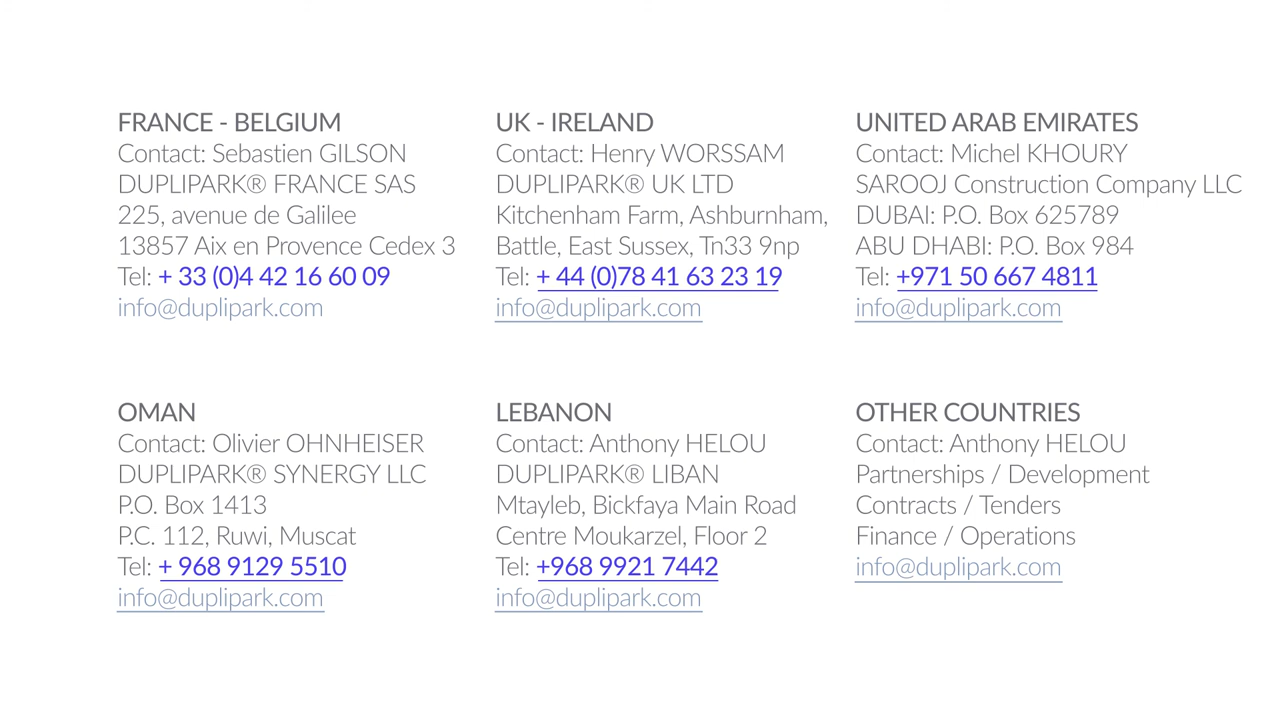 FRANCE - BELGIUM
Contact: Sebastien GILSON
DUPLIPARK® FRANCE SAS
225, avenue de Galilee
13857 Aix en Provence Cedex 3
Tel: + 33 (0)4 42 16 60 09
info@duplipark.com
UK - IRELAND
Contact: Henry WORSSAM
DUPLIPARK® UK LTD
Kitchenham Farm, Ashburnham,
Battle, East Sussex, Tn33 9np
Tel: + 44 (0)78 41 63 23 19
info@duplipark.com
UNITED ARAB EMIRATES
Contact: Michel KHOURY
SAROOJ Construction Company LLC
DUBAI: P.O. Box 625789
ABU DHABI: P.O. Box 984
Tel: +971 50 667 4811
info@duplipark.com
OMAN
Contact: Olivier OHNHEISER
DUPLIPARK® SYNERGY LLC
P.O. Box 1413
P.C. 112, Ruwi, Muscat
Tel: + 968 9129 5510
info@duplipark.com
LEBANON
Contact: Anthony HELOU
DUPLIPARK® LIBAN
Mtayleb, Bickfaya Main Road
Centre Moukarzel, Floor 2
Tel: +968 9921 7442
info@duplipark.com
OTHER COUNTRIES
Contact: Anthony HELOU
Partnerships / Development
Contracts / Tenders
Finance / Operations
info@duplipark.com